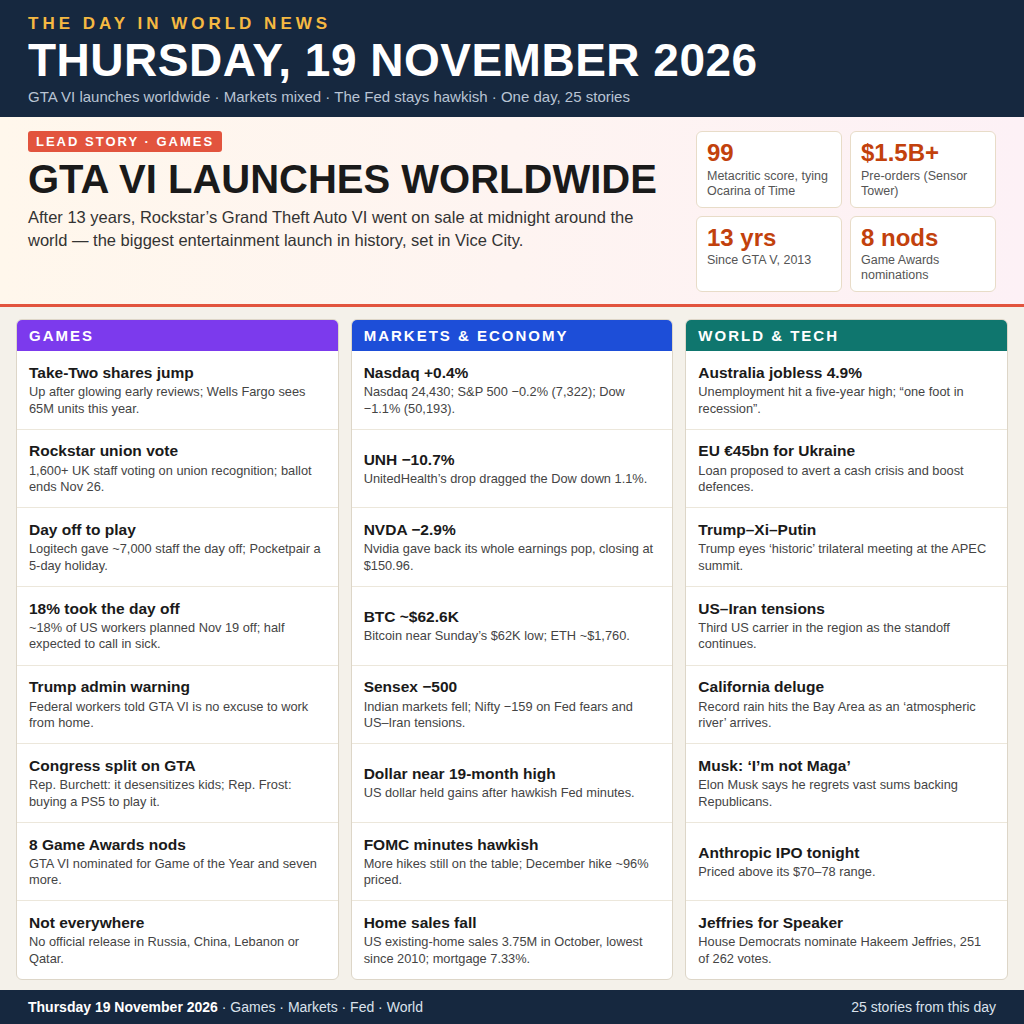 THE DAY IN WORLD NEWS
THURSDAY, 19 NOVEMBER 2026
GTA VI launches worldwide · Markets mixed · The Fed stays hawkish · One day, 25 stories
LEAD STORY · GAMES
GTA VI LAUNCHES WORLDWIDE
After 13 years, Rockstar’s Grand Theft Auto VI went on sale at midnight around the
world — the biggest entertainment launch in history, set in Vice City.
99
Metacritic score, tying
Ocarina of Time
$1.5B+
Pre-orders (Sensor
Tower)
13 yrs
Since GTA V, 2013
8 nods
Game Awards
nominations
GAMES
Take-Two shares jump
Up after glowing early reviews; Wells Fargo sees
65M units this year.
Rockstar union vote
1,600+ UK staff voting on union recognition; ballot
ends Nov 26.
Day off to play
Logitech gave ~7,000 staff the day off; Pocketpair a
5-day holiday.
18% took the day off
~18% of US workers planned Nov 19 off; half
expected to call in sick.
Trump admin warning
Federal workers told GTA VI is no excuse to work
from home.
Congress split on GTA
Rep. Burchett: it desensitizes kids; Rep. Frost:
buying a PS5 to play it.
8 Game Awards nods
GTA VI nominated for Game of the Year and seven
more.
Not everywhere
No official release in Russia, China, Lebanon or
Qatar.
MARKETS & ECONOMY
Nasdaq +0.4%
Nasdaq 24,430; S&P 500 −0.2% (7,322); Dow
−1.1% (50,193).
UNH −10.7%
UnitedHealth’s drop dragged the Dow down 1.1%.
NVDA −2.9%
Nvidia gave back its whole earnings pop, closing at
$150.96.
BTC ~$62.6K
Bitcoin near Sunday’s $62K low; ETH ~$1,760.
Sensex −500
Indian markets fell; Nifty −159 on Fed fears and
US–Iran tensions.
Dollar near 19-month high
US dollar held gains after hawkish Fed minutes.
FOMC minutes hawkish
More hikes still on the table; December hike ~96%
priced.
Home sales fall
US existing-home sales 3.75M in October, lowest
since 2010; mortgage 7.33%.
WORLD & TECH
Australia jobless 4.9%
Unemployment hit a five-year high; “one foot in
recession”.
EU €45bn for Ukraine
Loan proposed to avert a cash crisis and boost
defences.
Trump–Xi–Putin
Trump eyes ‘historic’ trilateral meeting at the APEC
summit.
US–Iran tensions
Third US carrier in the region as the standoff
continues.
California deluge
Record rain hits the Bay Area as an ‘atmospheric
river’ arrives.
Musk: ‘I’m not Maga’
Elon Musk says he regrets vast sums backing
Republicans.
Anthropic IPO tonight
Priced above its $70–78 range.
Jeffries for Speaker
House Democrats nominate Hakeem Jeffries, 251
of 262 votes.
Thursday 19 November 2026 · Games · Markets · Fed · World
25 stories from this day